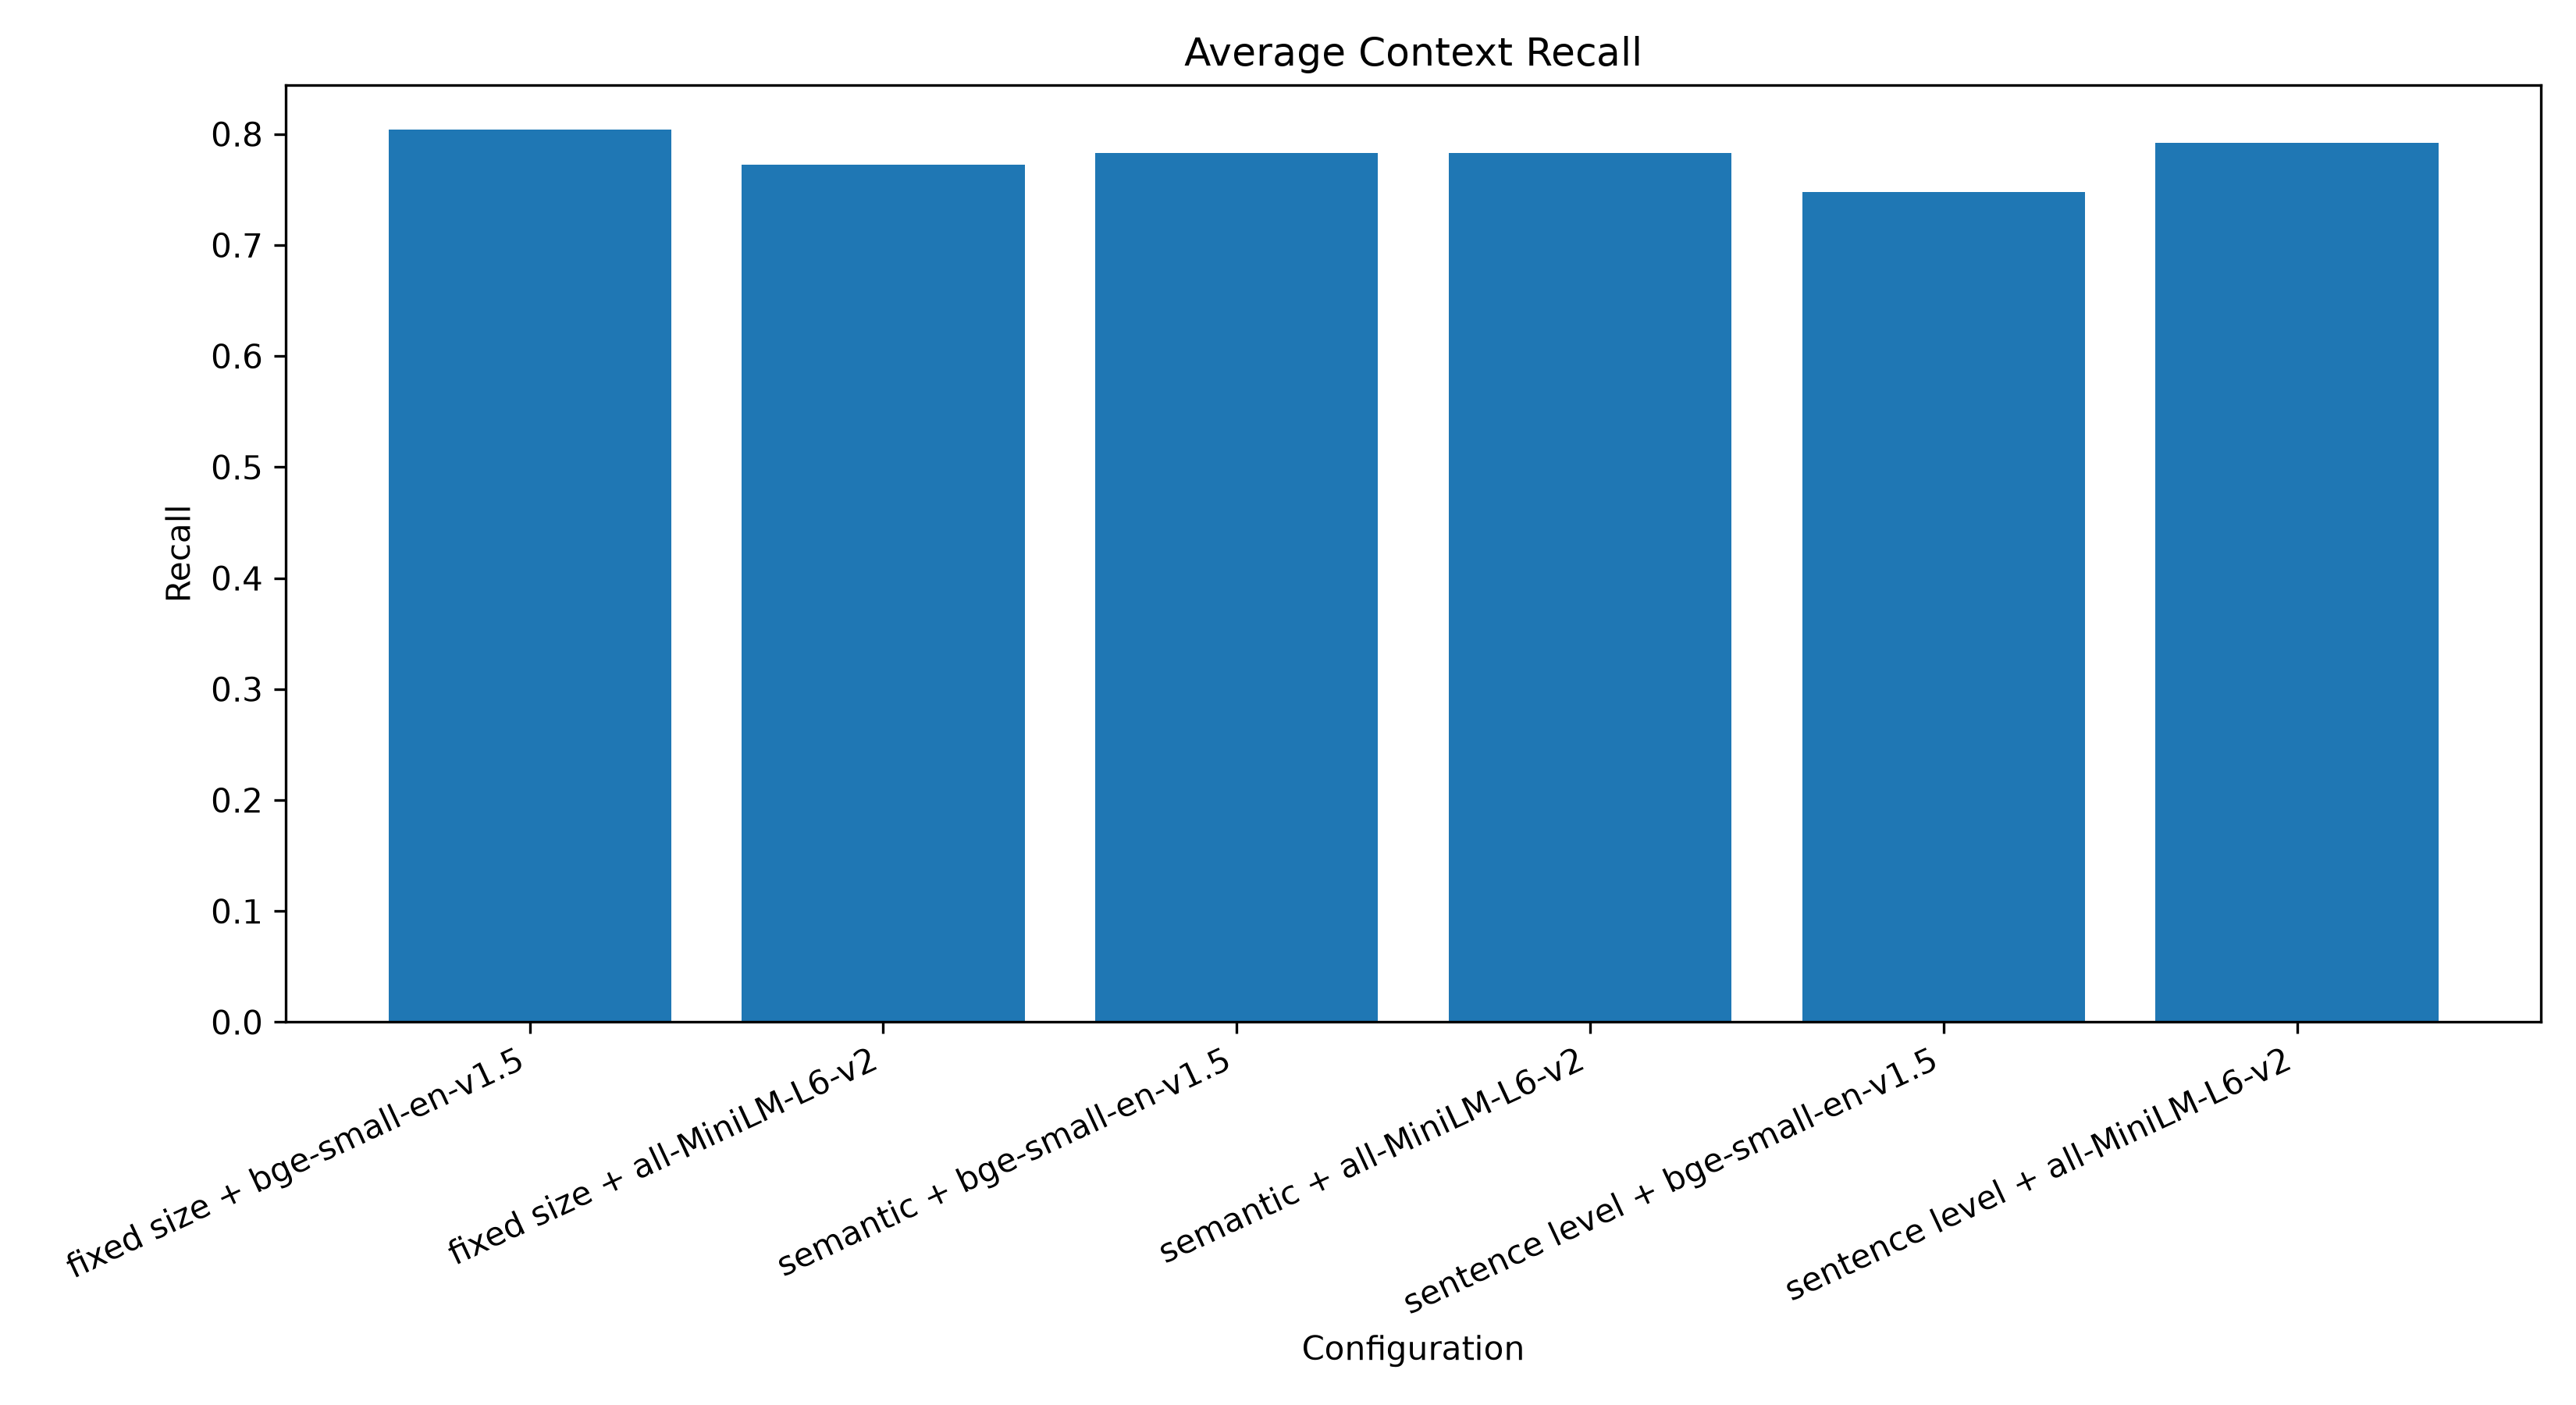 Average Context Recall
Recall
0.8
0.7
0.6
0.5
0.4
0.3
0.2
0.1
0.0
fixed size + bge-small-en-v1.5
fixed size + all-MiniLM-L6-v2
semantic + bge-small-en-v1.5
semantic + all-MiniLM-L6-v2
sentence level + bge-small-en-v1.5
sentence level + all-MiniLM-L6-v2
Configuration